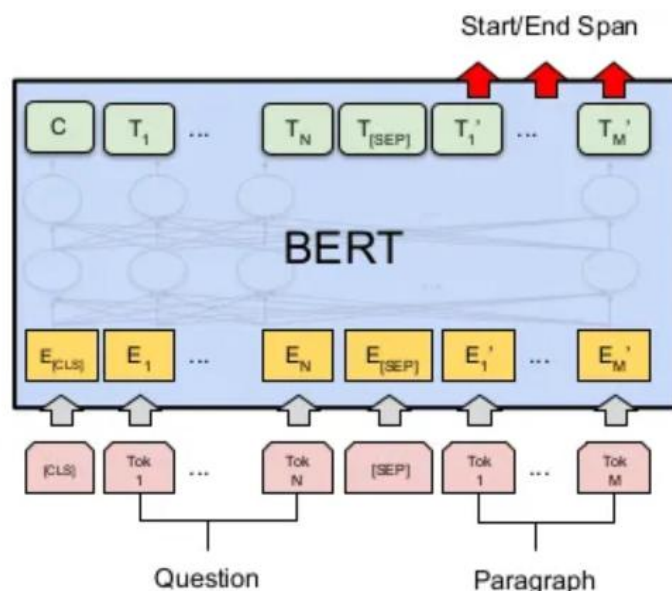 Start/End Span
C T1 ... TN T[SEP] T1' ... TM'
BERT
E[CLS] E1 ... EN E[SEP] E1' ... EM'
[CLS] Tok 1 ... Tok N [SEP] Tok 1 ... Tok M
Question Paragraph